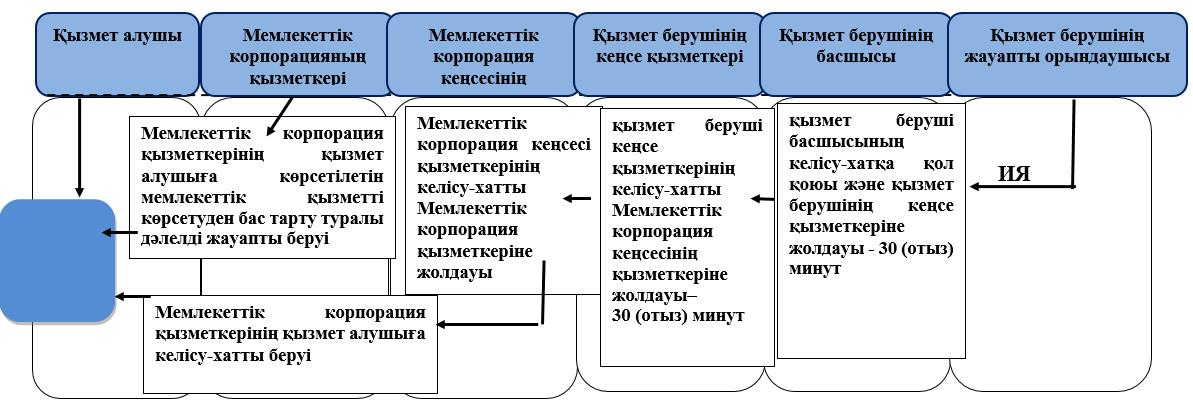 Қызмет алушы
Мемлекеттік
корпорацияның
қызметкері
Мемлекеттік
корпорация
кеңсесінің
Қызмет берушінің
кеңсе қызметкері
Қызмет берушінің
басшысы
Қызмет берушінің
жауапты орындаушысы
Мемлекеттік корпорация
қызметкерінің қызмет
алушыға көрсетілетін
мемлекеттік қызметті
көрсетуден бас тарту туралы
дәлелді жауапты беруі
Мемлекеттік
корпорация кеңсесі
қызметкерінің
келісу-хатты
Мемлекеттік
корпорация
қызметкеріне
жолдауы
қызмет беруші
кеңсе
қызметкерінің
келісу-хатты
Мемлекеттік
корпорация
кеңсесінің
қызметкеріне
жолдауы–
30 (отыз) минут
қызмет беруші
басшысының
келісу-хатқа қол
қоюы және қызмет
берушінің кеңсе
қызметкеріне
жолдауы - 30 (отыз)
минут
ИЯ
Мемлекеттік корпорация
қызметкерінің қызмет алушыға
келісу-хатты беруі